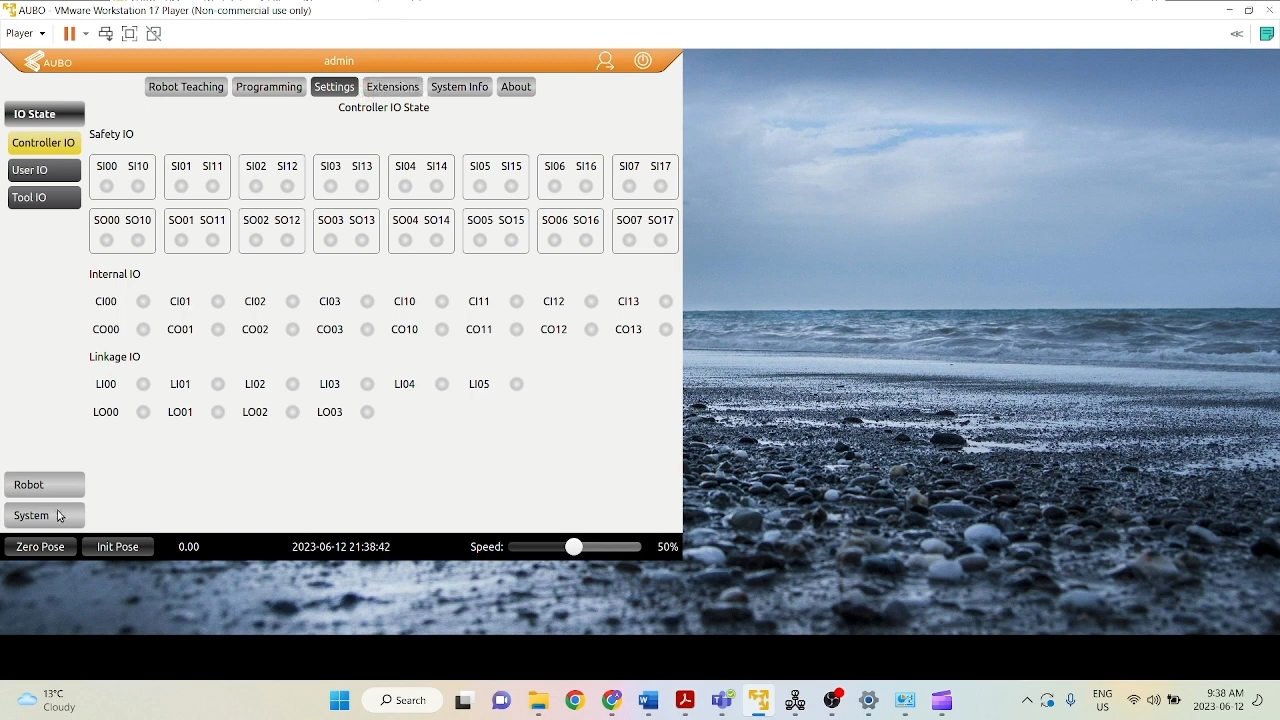 AUBO - VMware Workstation 17 Player (Non-commercial use only)
Player
AUBO
admin
Robot Teaching Programming Settings Extensions System Info About
Controller IO State
IO State
Controller IO
User IO
Tool IO
Robot
System
Safety IO
SI00 SI10 SI01 SI11 SI02 SI12 SI03 SI13 SI04 SI14 SI05 SI15 SI06 SI16 SI07 SI17
SO00 SO10 SO01 SO11 SO02 SO12 SO03 SO13 SO04 SO14 SO05 SO15 SO06 SO16 SO07 SO17
Internal IO
CI00 CI01 CI02 CI03 CI10 CI11 CI12 CI13
CO00 CO01 CO02 CO03 CO10 CO11 CO12 CO13
Linkage IO
LI00 LI01 LI02 LI03 LI04 LI05
LO00 LO01 LO02 LO03
Zero Pose Init Pose 0.00 2023-06-12 21:38:42 Speed: 50%
13°C
Cloudy
Search
ENG
US
9:38 AM
2023-06-12